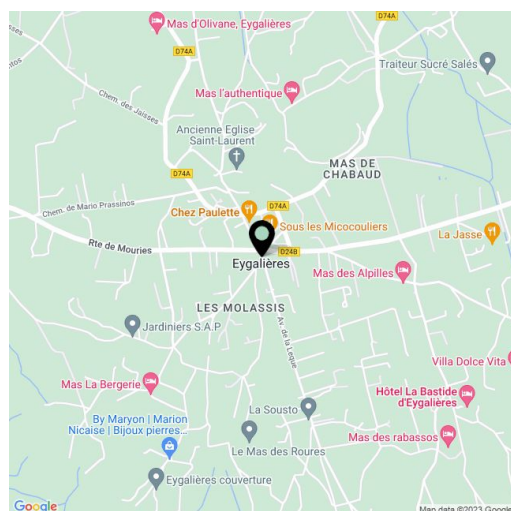 Mas d'Olivane, Eygalières
D74A
D74A
Traiteur Sucré Salés
Chem. des Jaisses
Mas l'authentique
Ancienne Eglise
Saint-Laurent
MAS DE
CHABAUD
D74A
Chem. de Mario Prassinos
Chez Paulette
D74A
Sous les Micocouliers
La Jasse
Rte de Mouries
D24B
Eygalières
Mas des Alpilles
LES MOLASSIS
Jardiniers S.A.P
Av. de la Leque
Villa Dolce Vita
Mas La Bergerie
Hôtel La Bastide
d'Eygalières
La Sousto
By Maryon | Marion
Nicaise | Bijoux pierres...
Mas des rabassos
Le Mas des Roures
Eygalières couverture
Google
Map data ©2023 Google